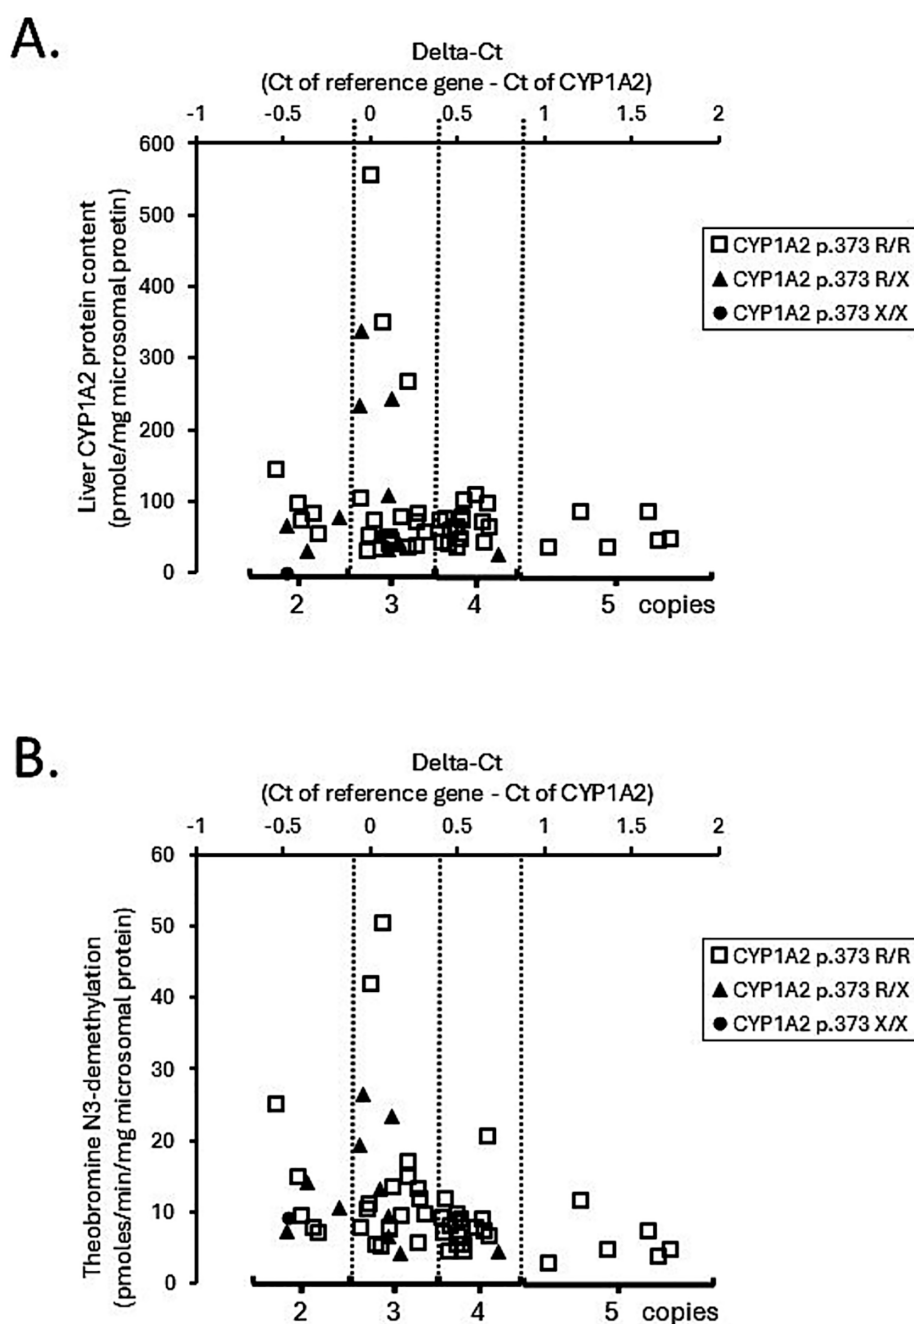 A.
Delta-Ct
(Ct of reference gene - Ct of CYP1A2)
-1 -0.5 0 0.5 1 1.5 2
600
500
400
300
200
100
0
Liver CYP1A2 protein content
(pmole/mg microsomal proetin)
CYP1A2 p.373 R/R
CYP1A2 p.373 R/X
CYP1A2 p.373 X/X
2 3 4 5 copies
B.
Delta-Ct
(Ct of reference gene - Ct of CYP1A2)
-1 -0.5 0 0.5 1 1.5 2
60
50
40
30
20
10
0
Theobromine N3-demethylation
(pmoles/min/mg microsomal protein)
CYP1A2 p.373 R/R
CYP1A2 p.373 R/X
CYP1A2 p.373 X/X
2 3 4 5 copies